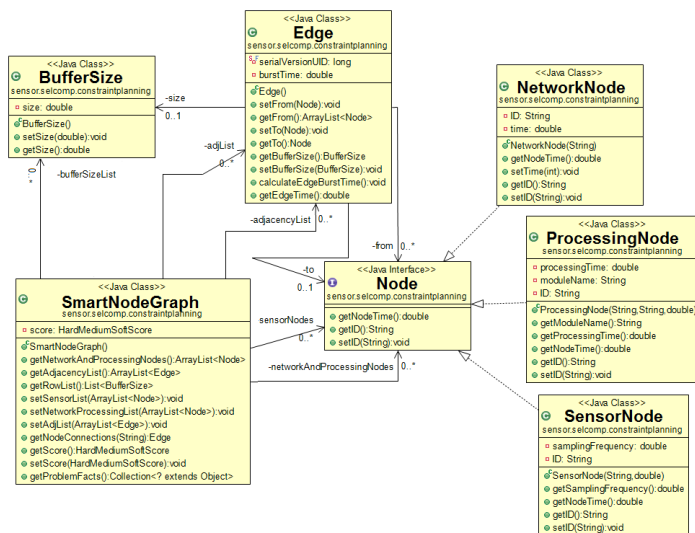 <<Java Class>>
Edge
sensor.selcomp.constraintplanning
serialVersionUID: long
burstTime: double
Edge()
setFrom(Node):void
getFrom():ArrayList<Node>
setTo(Node):void
getTo():Node
getBufferSize():BufferSize
setBufferSize(BufferSize):void
calculateEdgeBurstTime():void
getEdgeTime():double
<<Java Class>>
BufferSize
sensor.selcomp.constraintplanning
size: double
BufferSize()
setSize(double):void
getSize():double
-size
0..1
-adjList
0..*
-bufferSizeList
0..*
-adjacencyList
0..*
-from
0..*
-to
0..1
-sensorNodes
0..*
-networkAndProcessingNodes
0..*
<<Java Class>>
NetworkNode
sensor.selcomp.constraintplanning
ID: String
time: double
NetworkNode(String)
getNodeTime():double
setTime(int):void
getID():String
setID(String):void
<<Java Class>>
ProcessingNode
sensor.selcomp.constraintplanning
processingTime: double
moduleName: String
ID: String
ProcessingNode(String,String,double)
getModuleName():String
getProcessingTime():double
getNodeTime():double
getID():String
setID(String):void
<<Java Interface>>
Node
sensor.selcomp.constraintplanning
getNodeTime():double
getID():String
setID(String):void
<<Java Class>>
SmartNodeGraph
sensor.selcomp.constraintplanning
score: HardMediumSoftScore
SmartNodeGraph()
getNetworkAndProcessingNodes():ArrayList<Node>
getAdjacencyList():ArrayList<Edge>
getRowList():List<BufferSize>
setSensorList(ArrayList<Node>):void
setNetworkProcessingList(ArrayList<Node>):void
setAdjList(ArrayList<Edge>):void
getNodeConnections(String):Edge
getScore():HardMediumSoftScore
setScore(HardMediumSoftScore):void
getProblemFacts():Collection<? extends Object>
<<Java Class>>
SensorNode
sensor.selcomp.constraintplanning
samplingFrequency: double
ID: String
SensorNode(String,double)
getSamplingFrequency():double
getNodeTime():double
getID():String
setID(String):void